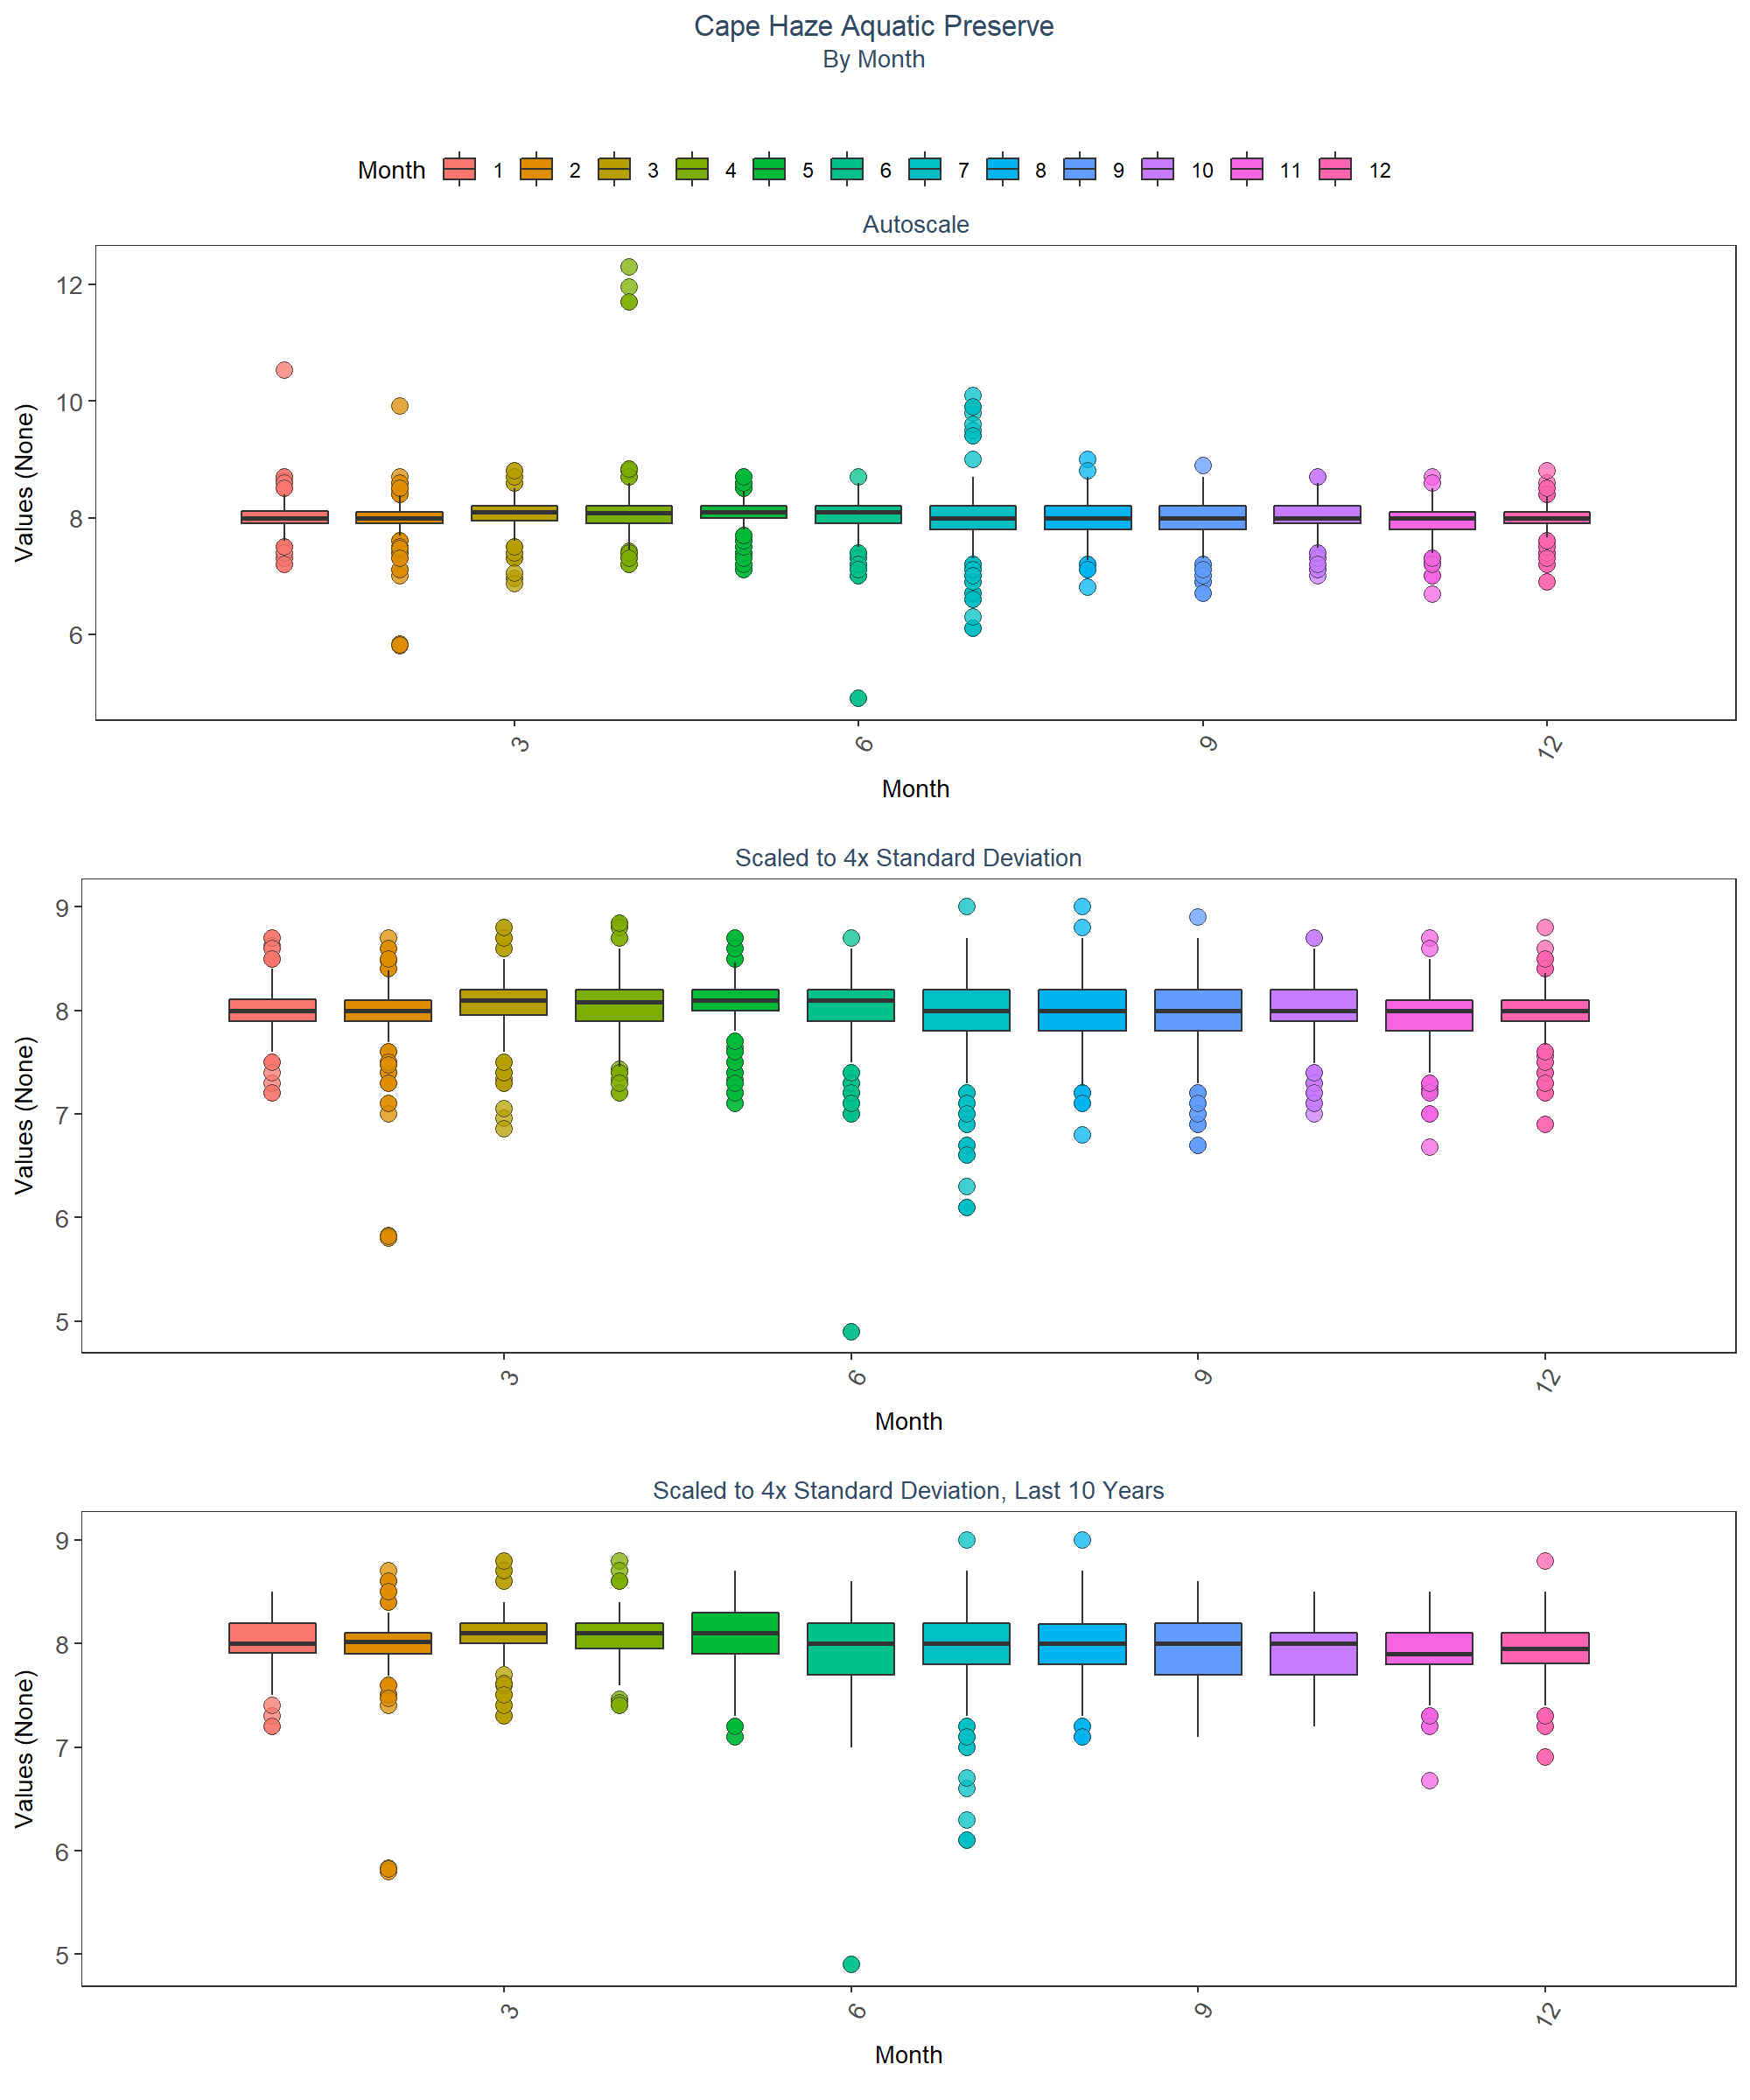 Cape Haze Aquatic Preserve
By Month
Month 1 2 3 4 5 6 7 8 9 10 11 12
Autoscale
Values (None)
12
10
8
6
3 6 9 12
Month
Scaled to 4x Standard Deviation
Values (None)
9
8
7
6
5
3 6 9 12
Month
Scaled to 4x Standard Deviation, Last 10 Years
Values (None)
9
8
7
6
5
3 6 9 12
Month